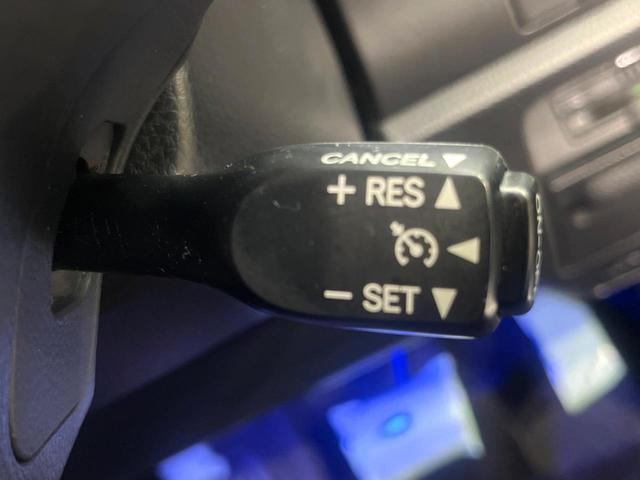 CANCEL ▼
+ RES ▲
◀
− SET ▼